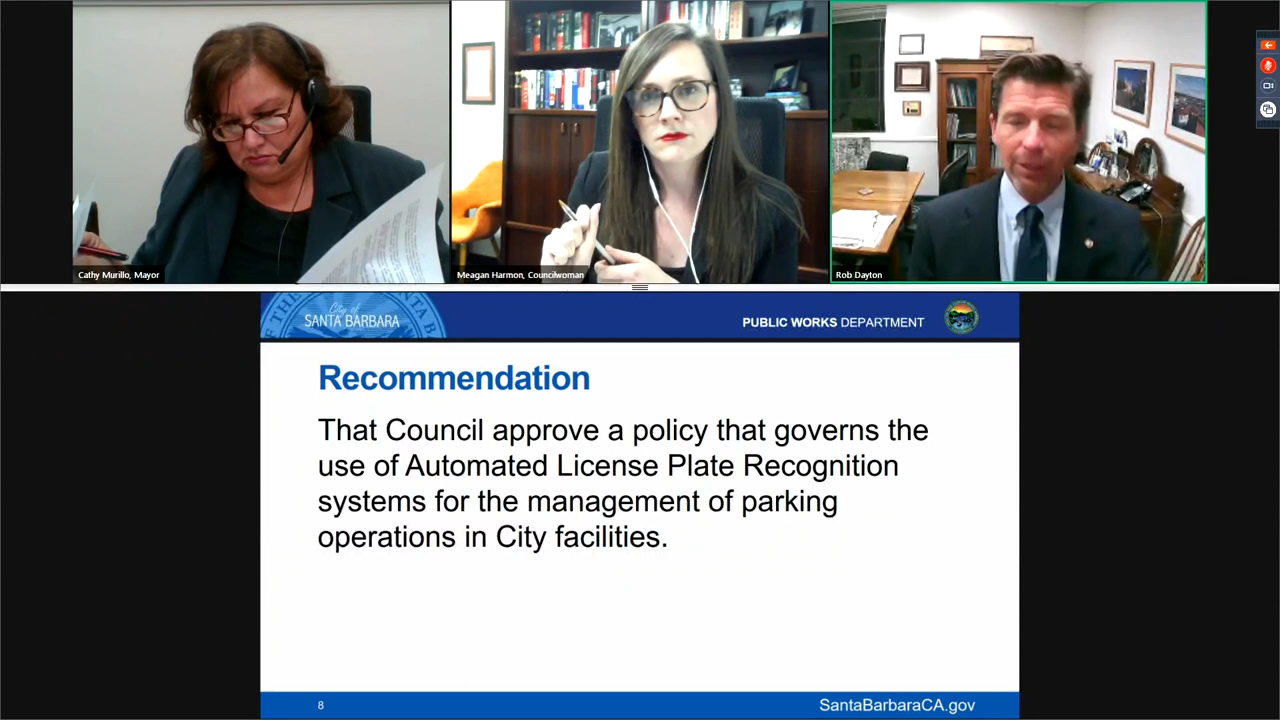 Cathy Murillo, Mayor
Meagan Harmon, Councilwoman
Rob Dayton
City of
SANTA BARBARA
PUBLIC WORKS DEPARTMENT
Recommendation
That Council approve a policy that governs the
use of Automated License Plate Recognition
systems for the management of parking
operations in City facilities.
8
SantaBarbaraCA.gov